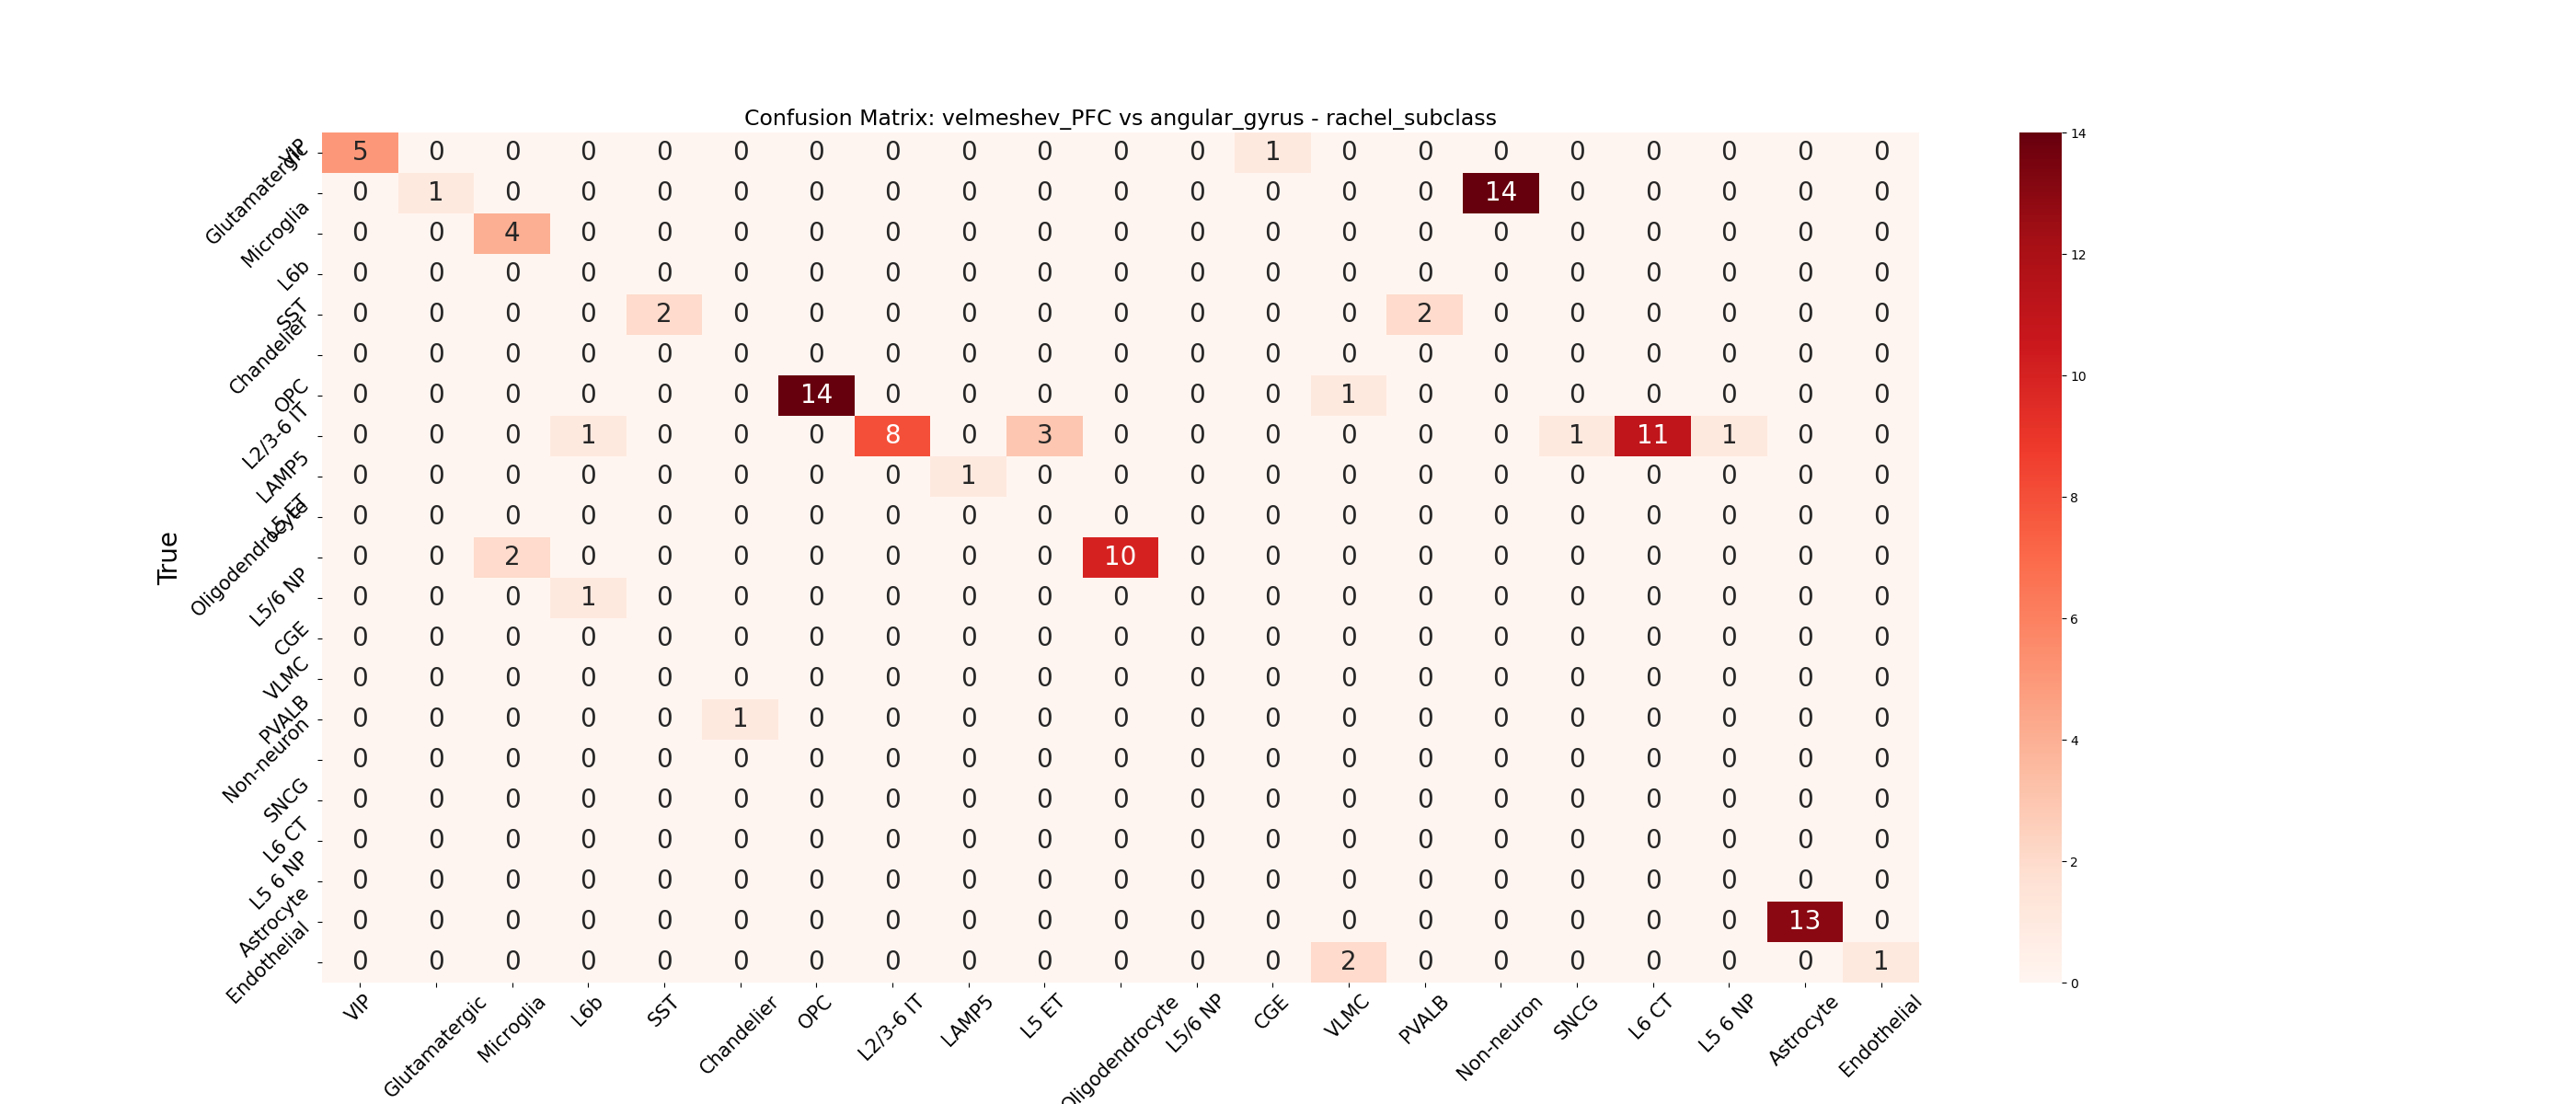 Confusion Matrix: velmeshev_PFC vs angular_gyrus - rachel_subclass
True
VIP 5 0 0 0 0 0 0 0 0 0 0 0 1 0 0 0 0 0 0 0 0
Glutamatergic 0 1 0 0 0 0 0 0 0 0 0 0 0 0 0 14 0 0 0 0 0
Microglia 0 0 4 0 0 0 0 0 0 0 0 0 0 0 0 0 0 0 0 0 0
L6b 0 0 0 0 0 0 0 0 0 0 0 0 0 0 0 0 0 0 0 0 0
SST 0 0 0 0 2 0 0 0 0 0 0 0 0 0 2 0 0 0 0 0 0
Chandelier 0 0 0 0 0 0 0 0 0 0 0 0 0 0 0 0 0 0 0 0 0
OPC 0 0 0 0 0 0 14 0 0 0 0 0 0 1 0 0 0 0 0 0 0
L2/3-6 IT 0 0 0 1 0 0 0 8 0 3 0 0 0 0 0 0 1 11 1 0 0
LAMP5 0 0 0 0 0 0 0 0 1 0 0 0 0 0 0 0 0 0 0 0 0
L5 ET 0 0 0 0 0 0 0 0 0 0 0 0 0 0 0 0 0 0 0 0 0
Oligodendrocyte 0 0 2 0 0 0 0 0 0 0 10 0 0 0 0 0 0 0 0 0 0
L5/6 NP 0 0 0 1 0 0 0 0 0 0 0 0 0 0 0 0 0 0 0 0 0
CGE 0 0 0 0 0 0 0 0 0 0 0 0 0 0 0 0 0 0 0 0 0
VLMC 0 0 0 0 0 0 0 0 0 0 0 0 0 0 0 0 0 0 0 0 0
PVALB 0 0 0 0 0 1 0 0 0 0 0 0 0 0 0 0 0 0 0 0 0
Non-neuron 0 0 0 0 0 0 0 0 0 0 0 0 0 0 0 0 0 0 0 0 0
SNCG 0 0 0 0 0 0 0 0 0 0 0 0 0 0 0 0 0 0 0 0 0
L6 CT 0 0 0 0 0 0 0 0 0 0 0 0 0 0 0 0 0 0 0 0 0
L5 6 NP 0 0 0 0 0 0 0 0 0 0 0 0 0 0 0 0 0 0 0 0 0
Astrocyte 0 0 0 0 0 0 0 0 0 0 0 0 0 0 0 0 0 0 0 13 0
Endothelial 0 0 0 0 0 0 0 0 0 0 0 0 0 2 0 0 0 0 0 0 1
VIP Glutamatergic Microglia L6b SST Chandelier OPC L2/3-6 IT LAMP5 L5 ET Oligodendrocyte L5/6 NP CGE VLMC PVALB Non-neuron SNCG L6 CT L5 6 NP Astrocyte Endothelial
14
12
10
8
6
4
2
0